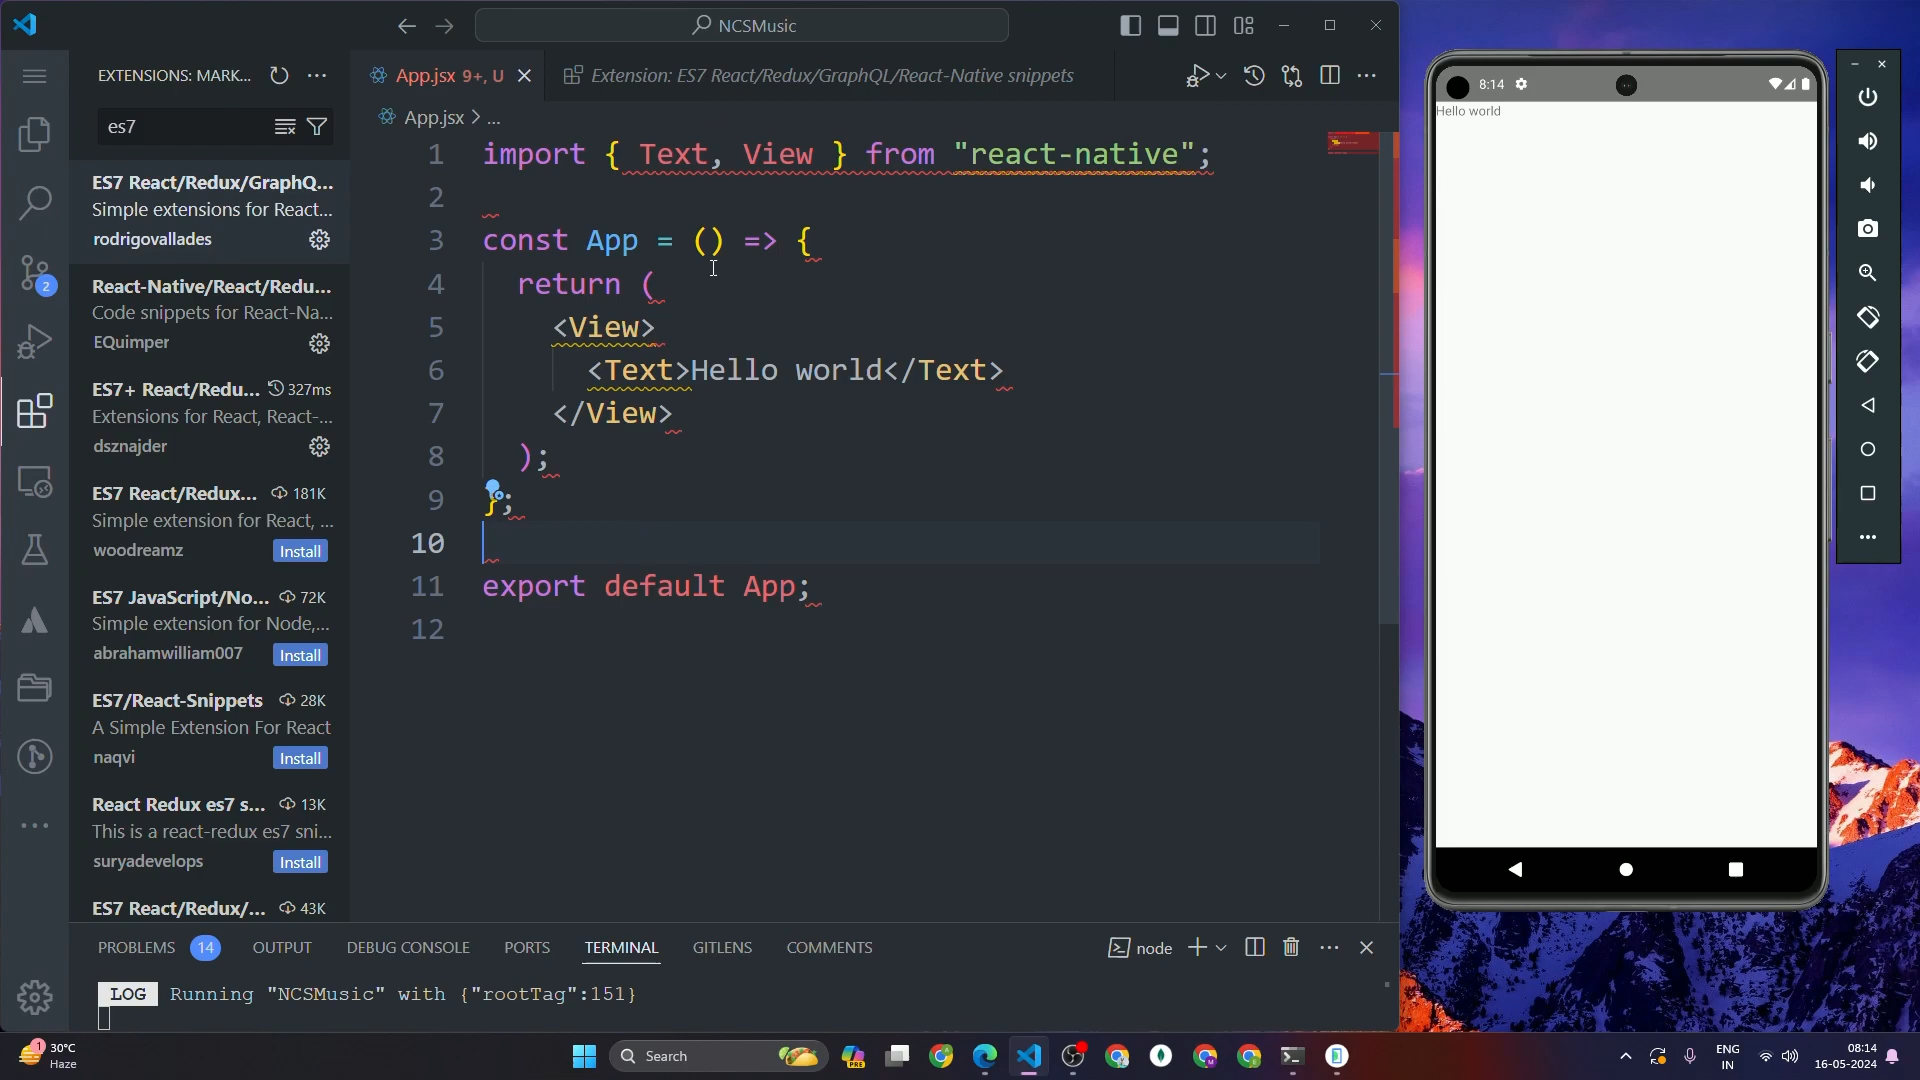 NCSMusic
EXTENSIONS: MARK...
es7
ES7 React/Redux/GraphQ...
Simple extensions for React...
rodrigovallades
React-Native/React/Redu...
Code snippets for React-Na...
EQuimper
ES7+ React/Redu... 327ms
Extensions for React, React-...
dsznajder
ES7 React/Redux... 181K
Simple extension for React, ...
woodreamz Install
ES7 JavaScript/No... 72K
Simple extension for Node,...
abrahamwilliam007 Install
ES7/React-Snippets 28K
A Simple Extension For React
naqvi Install
React Redux es7 s... 13K
This is a react-redux es7 sni...
suryadevelops Install
ES7 React/Redux/... 43K
2
App.jsx 9+, U
Extension: ES7 React/Redux/GraphQL/React-Native snippets
App.jsx > ...
1 import { Text, View } from "react-native";
2
3 const App = () => {
4 return (
5 <View>
6 <Text>Hello world</Text>
7 </View>
8 );
9 };
10
11 export default App;
12
PROBLEMS 14 OUTPUT DEBUG CONSOLE PORTS TERMINAL GITLENS COMMENTS
node
LOG Running "NCSMusic" with {"rootTag":151}
8:14
Hello world
1
30°C
Haze
Search
PRE
ENG
IN
08:14
16-05-2024